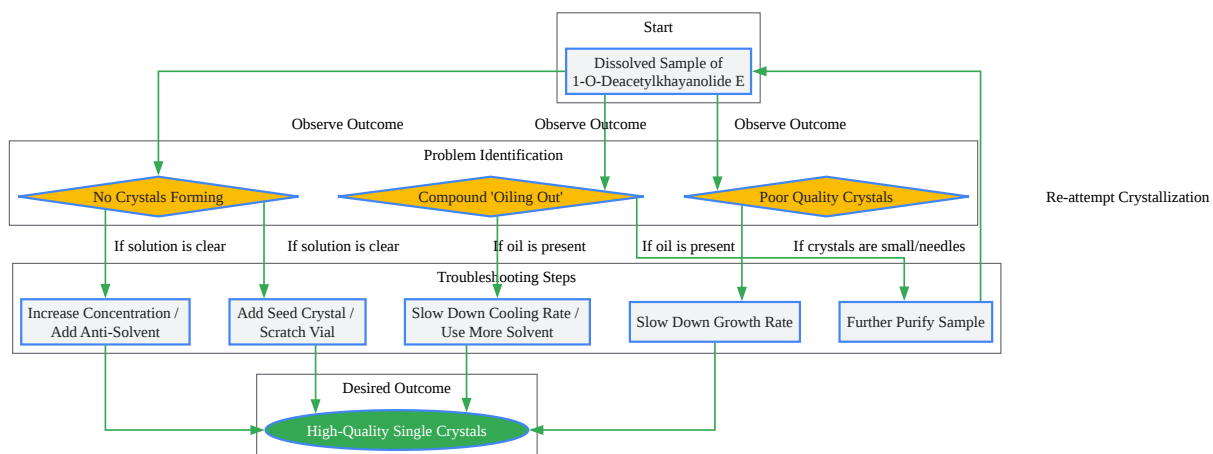 Start
Dissolved Sample of
1-O-Deacetylkhayanolide E
Observe Outcome
Observe Outcome
Observe Outcome
Problem Identification
No Crystals Forming
Compound 'Oiling Out'
Poor Quality Crystals
Re-attempt Crystallization
If solution is clear
If solution is clear
If oil is present
If oil is present
If crystals are small/needles
Troubleshooting Steps
Increase Concentration /
Add Anti-Solvent
Add Seed Crystal /
Scratch Vial
Slow Down Cooling Rate /
Use More Solvent
Slow Down Growth Rate
Further Purify Sample
Desired Outcome
High-Quality Single Crystals